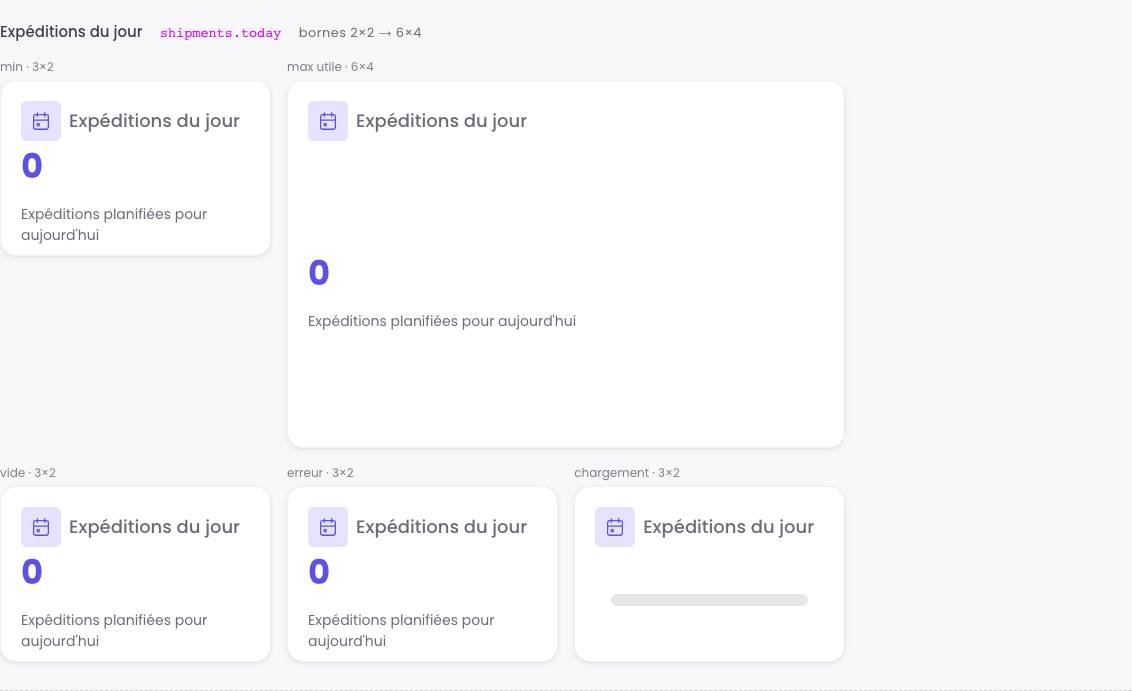 Expéditions du jour shipments.today bornes 2×2 → 6×4
min · 3×2
max utile · 6×4
Expéditions du jour
0
Expéditions planifiées pour
aujourd'hui
Expéditions du jour
0
Expéditions planifiées pour aujourd'hui
vide · 3×2
erreur · 3×2
chargement · 3×2
Expéditions du jour
0
Expéditions planifiées pour
aujourd'hui
Expéditions du jour
0
Expéditions planifiées pour
aujourd'hui
Expéditions du jour